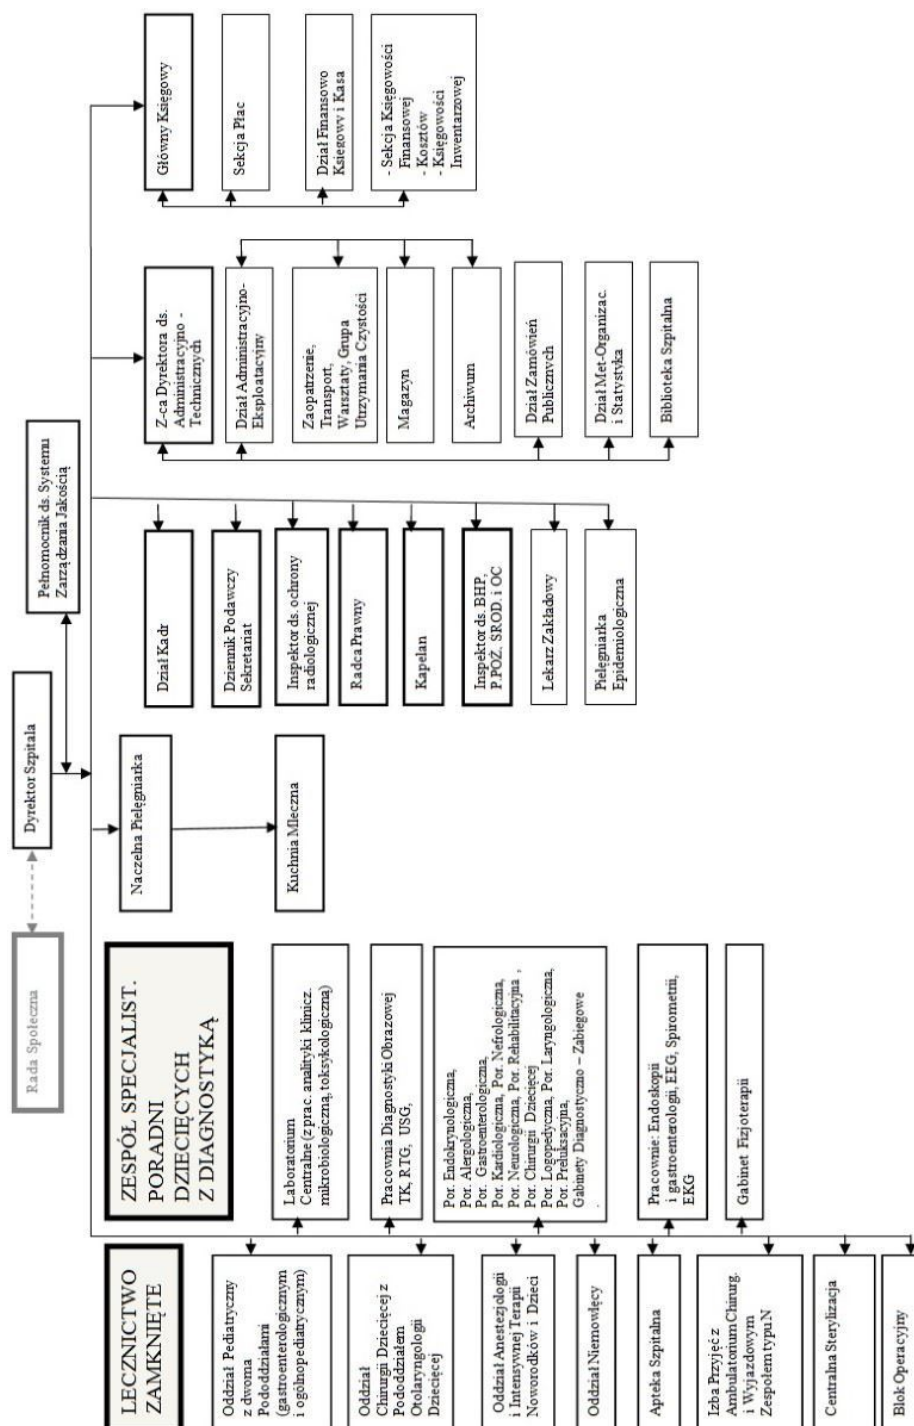 Rada Społeczna
Dyrektor Szpitala
Pełnomocnik ds. Systemu
Zarządzania Jakością
LECZNICTWO
ZAMKNIĘTE
Oddział Pediatryczny
z dwoma
Pododdziałami
(gastroenterologicznym
i ogólnopediatrycznym)
Oddział
Chirurgii Dziecięcej z
Pododdziałem
Otolaryngologii
Dziecięcej
Oddział Anestezjologii
i Intensywnej Terapii
Noworodków i Dzieci
Oddział Niemowlęcy
Apteka Szpitalna
Izba Przyjęć z
Ambulatorium Chirurg.
i Wyjazdowym
Zespołem typu N
Centralna Sterylizacja
Blok Operacyjny
ZESPÓŁ SPECJALIST.
PORADNI
DZIECIĘCYCH
Z DIAGNOSTYKĄ
Laboratorium
Centralne (z prac. analityki klinicz.
mikrobiologiczną, toksykologiczną)
Pracownia Diagnostyki Obrazowej
TK, RTG, USG,
Por. Endokrynologiczna,
Por. Alergologiczna,
Por. Gastroenterologiczna,
Por. Kardiologiczna, Por. Nefrologiczna,
Por. Neurologiczna, Por. Rehabilitacyjna ,
Por. Chirurgii Dziecięcej
Por. Logopedyczna, Por. Laryngologiczna,
Por. Preluksacyjna,
Gabinety Diagnostyczno – Zabiegowe
.
Pracownie: Endoskopii
i gastroenterologii, EEG, Spirometrii,
EKG
Gabinet Fizjoterapii
Naczelna Pielęgniarka
Kuchnia Mleczna
Dział Kadr
Dziennik Podawczy
Sekretariat
Inspektor ds. ochrony
radiologicznej
Radca Prawny
Kapelan
Inspektor ds. BHP,
P.POŻ. SROD. i OC
Lekarz Zakładowy
Pielęgniarka
Epidemiologiczna
Z-ca Dyrektora ds.
Administracyjno -
Technicznych
Dział Administracyjno-
Eksploatacyjny
Zaopatrzenie,
Transport,
Warsztaty, Grupa
Utrzymania Czystości
Magazyn
Archiwum
Dział Zamówień
Publicznych
Dział Met-Organizac.
i Statystyka
Biblioteka Szpitalna
Główny Księgowy
Sekcja Płac
Dział Finansowo
Księgowy i Kasa
- Sekcja Księgowości
Finansowej
- Kosztów
- Księgowości
Inwentarzowej